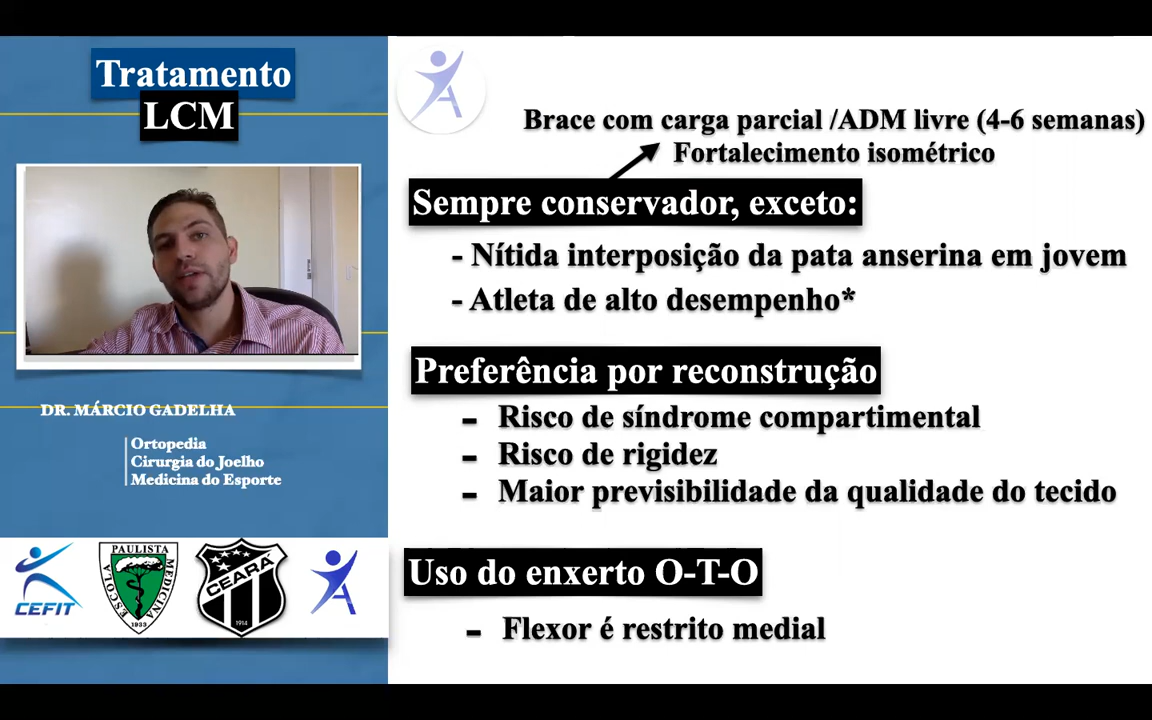 Tratamento
LCM
DR. MÁRCIO GADELHA
Ortopedia
Cirurgia do Joelho
Medicina do Esporte
CEFIT
PAULISTA
ESCOLA
MEDICINA
1933
CEARÁ
1914
A
A
Brace com carga parcial /ADM livre (4-6 semanas)
Fortalecimento isométrico
Sempre conservador, exceto:
- Nítida interposição da pata anserina em jovem
- Atleta de alto desempenho*
Preferência por reconstrução
- Risco de síndrome compartimental
- Risco de rigidez
- Maior previsibilidade da qualidade do tecido
Uso do enxerto O-T-O
- Flexor é restrito medial